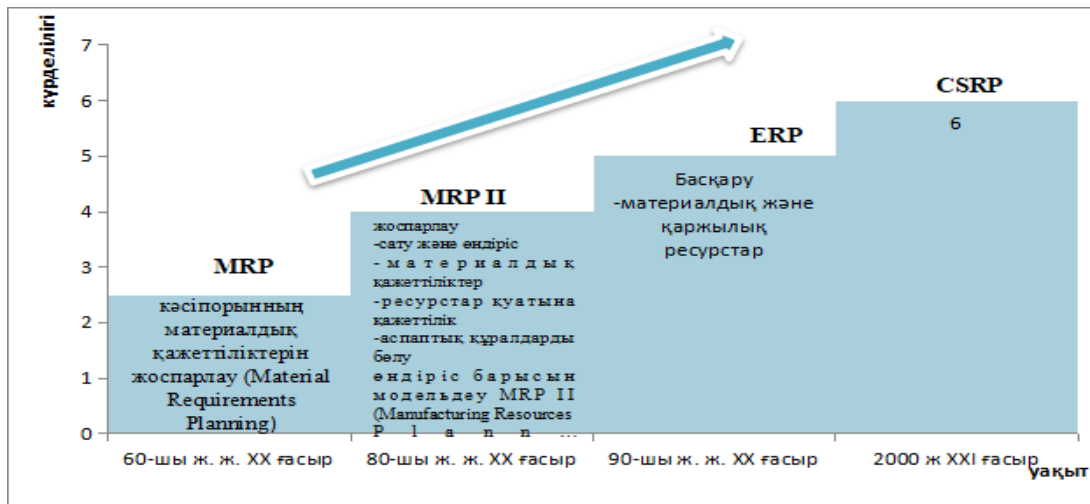 күрделілігі
7
6
5
4
3
2
1
0
MRP
кәсіпорынның
материалдық
қажеттіліктерін
жоспарлау (Material
Requirements
Planning)
MRP II
жоспарлау
-сату және өндіріс
-материалдық
қажеттіліктер
-ресурстар қуатына
қажеттілік
-аспаптық құралдарды
бөлу
өндіріс барысын
модельдеу MRP II
(Manufacturing Resources
Plann...
ERP
Басқару
-материалдық және
қаржылық
ресурстар
CSRP
6
60-шы ж. ж. XX ғасыр
80-шы ж. ж. XX ғасыр
90-шы ж. ж. XX ғасыр
2000 ж XXI ғасыр
уақыт